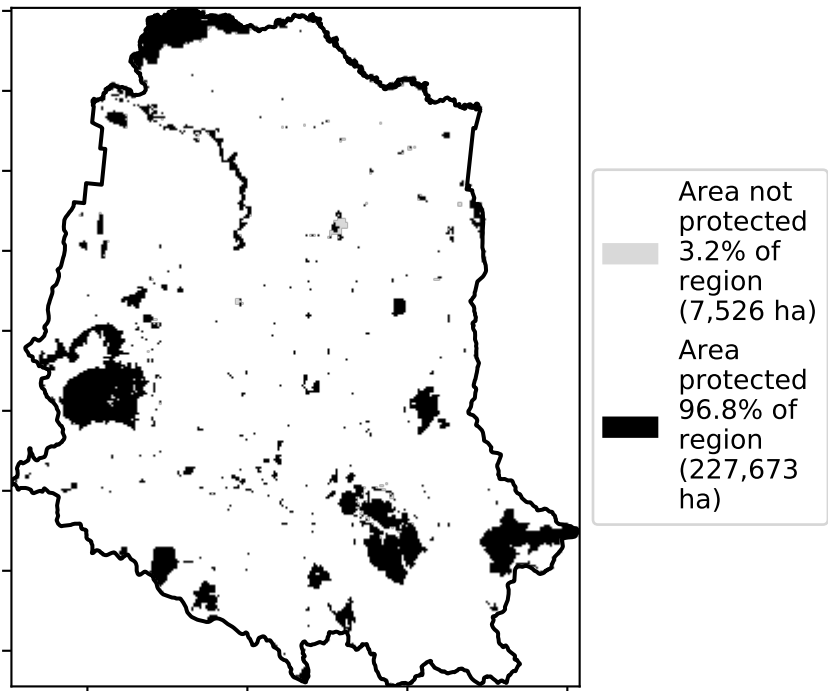 Area not
protected
3.2% of
region
(7,526 ha)
Area
protected
96.8% of
region
(227,673
ha)